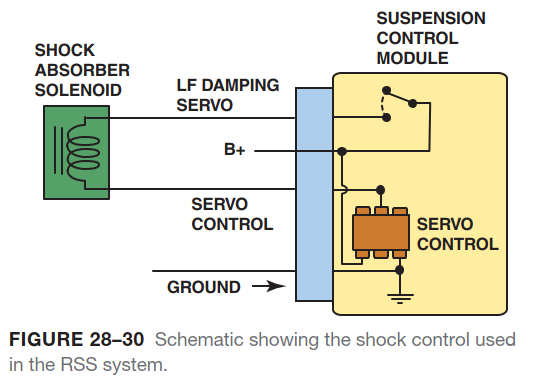 SUSPENSION
CONTROL
MODULE
SHOCK
ABSORBER
SOLENOID
LF DAMPING
SERVO
B+
SERVO
CONTROL
SERVO
CONTROL
GROUND
FIGURE 28–30 Schematic showing the shock control used
in the RSS system.